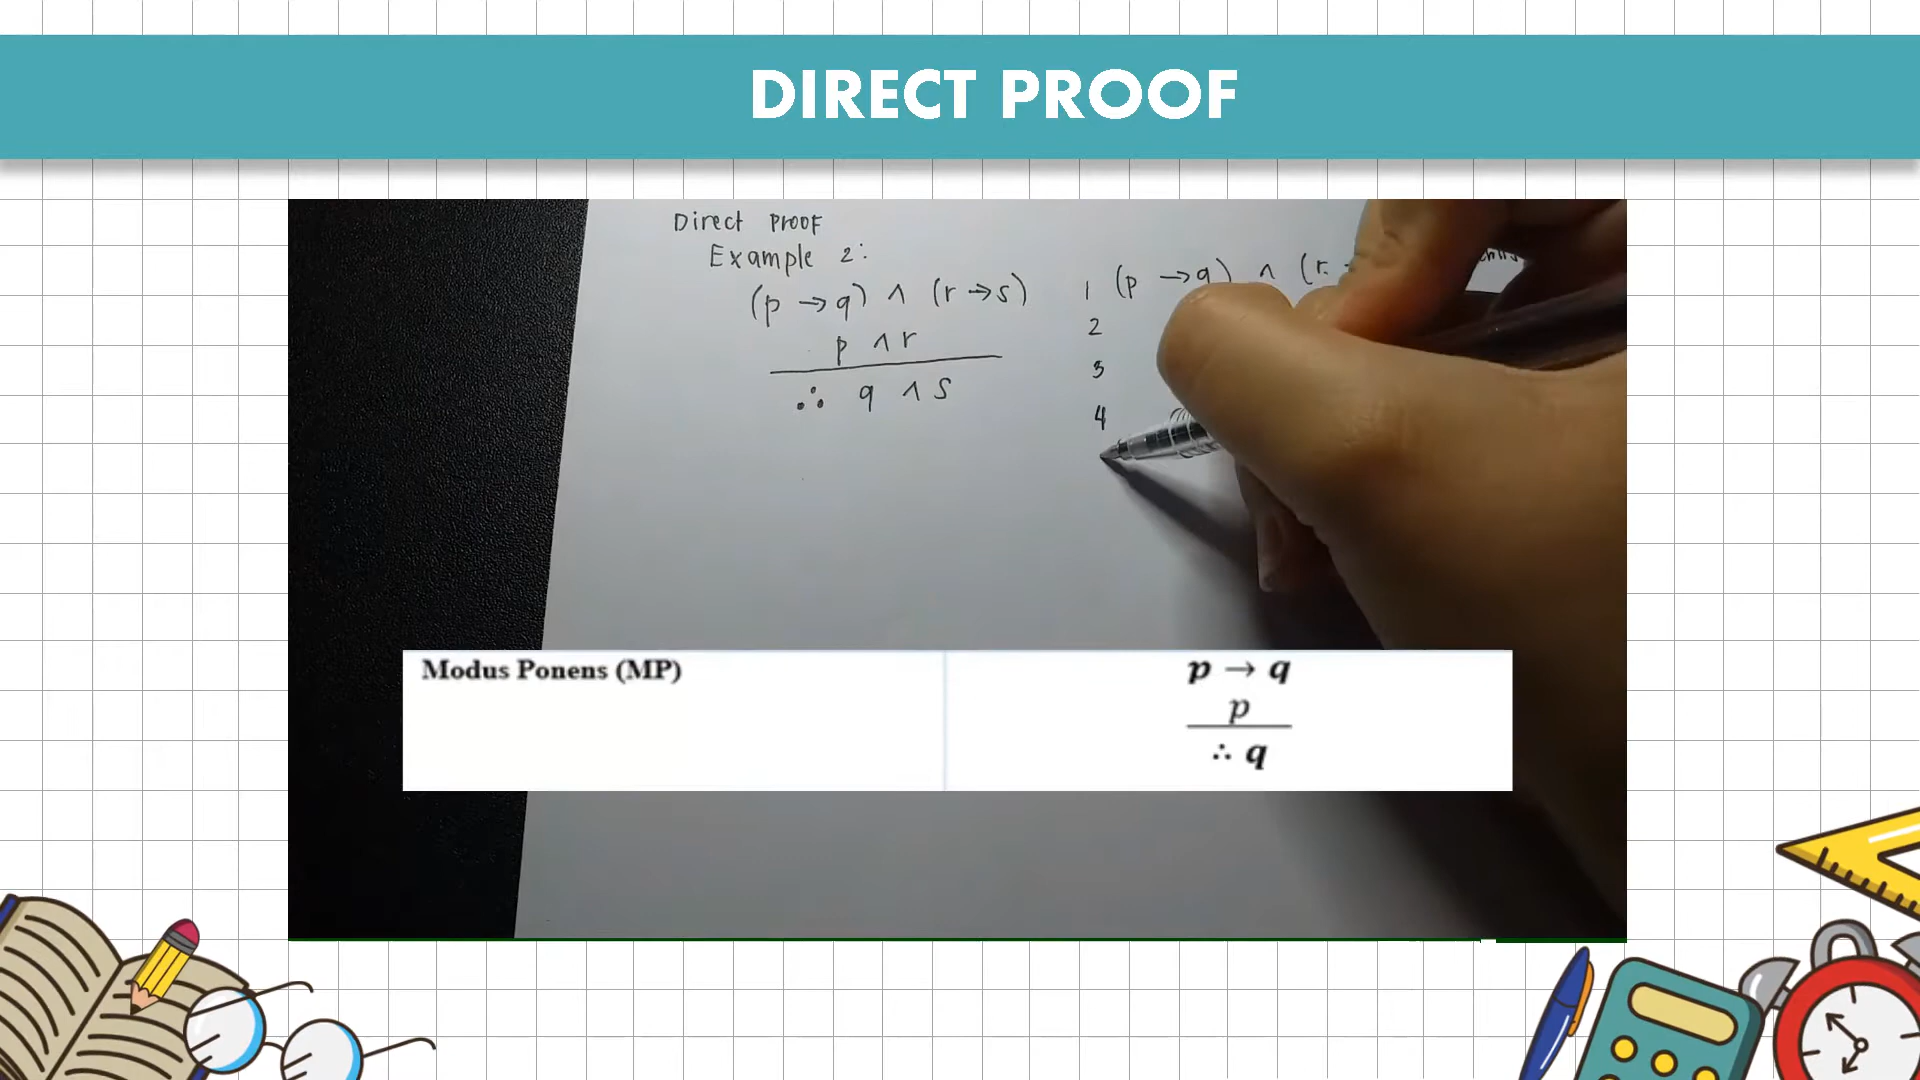 DIRECT PROOF
Direct Proof
Example 2:
(p → q) ∧ (r → s)
p ∧ r
∴ q ∧ s
1 (p → q) ∧ (r
2
3
4
Modus Ponens (MP)
p → q
p
∴ q